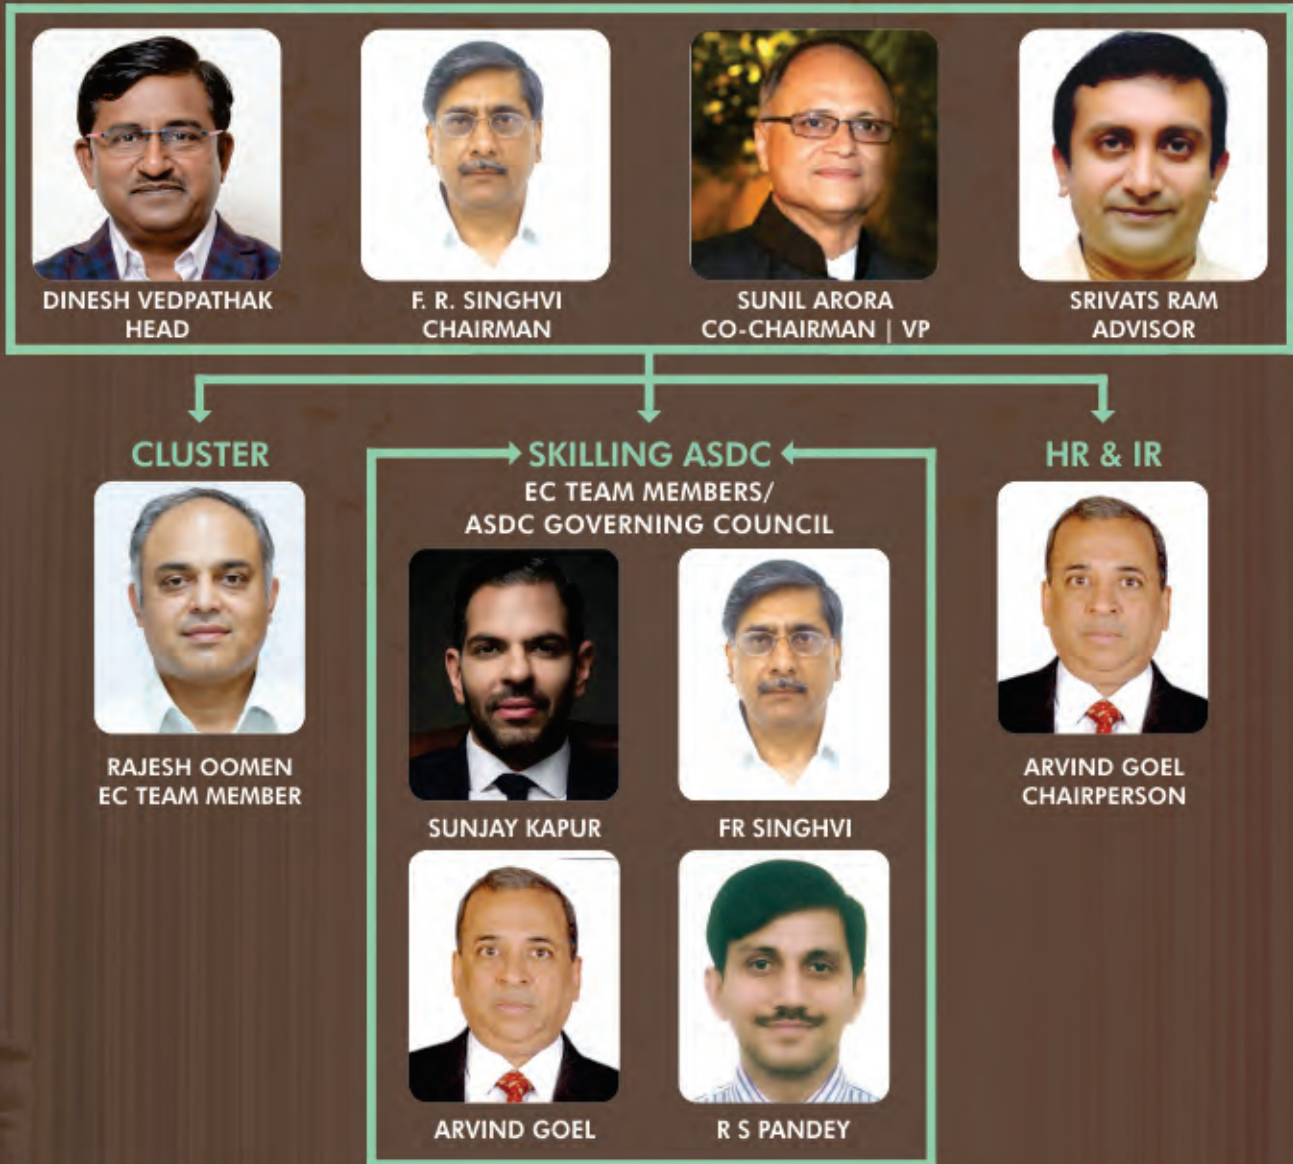 DINESH VEDPATHAK
HEAD
F. R. SINGHVI
CHAIRMAN
SUNIL ARORA
CO-CHAIRMAN | VP
SRIVATS RAM
ADVISOR
CLUSTER
RAJESH OOMEN
EC TEAM MEMBER
SKILLING ASDC
EC TEAM MEMBERS/
ASDC GOVERNING COUNCIL
SUNJAY KAPUR
FR SINGHVI
ARVIND GOEL
R S PANDEY
HR & IR
ARVIND GOEL
CHAIRPERSON